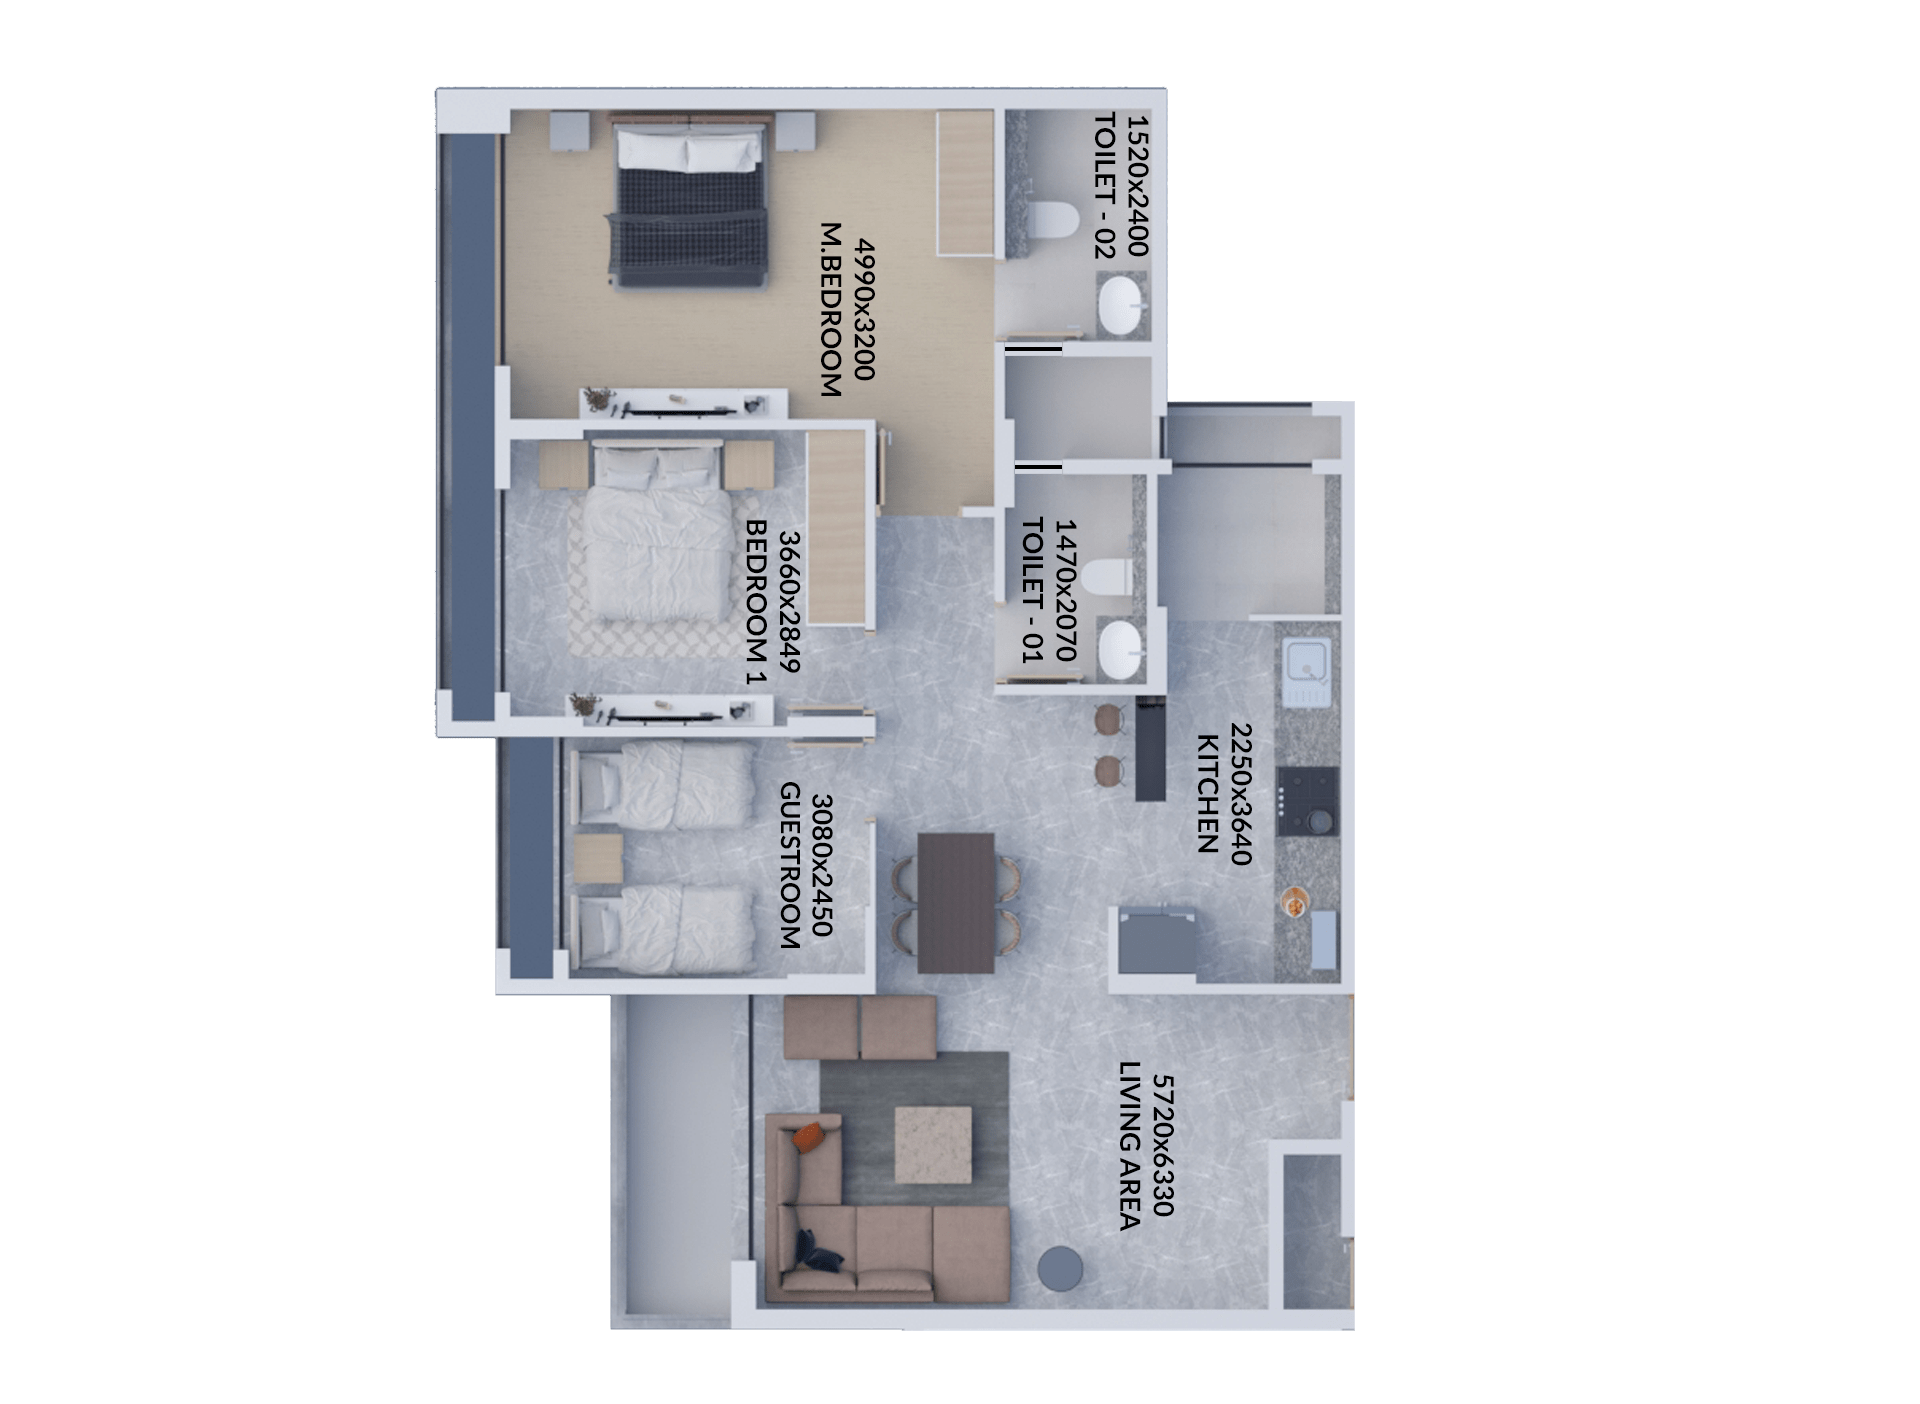 1520x2400
TOILET - 02
4990x3200
M.BEDROOM
1470x2070
TOILET - 01
3660x2849
BEDROOM 1
2250x3640
KITCHEN
3080x2450
GUESTROOM
5720x6330
LIVING AREA